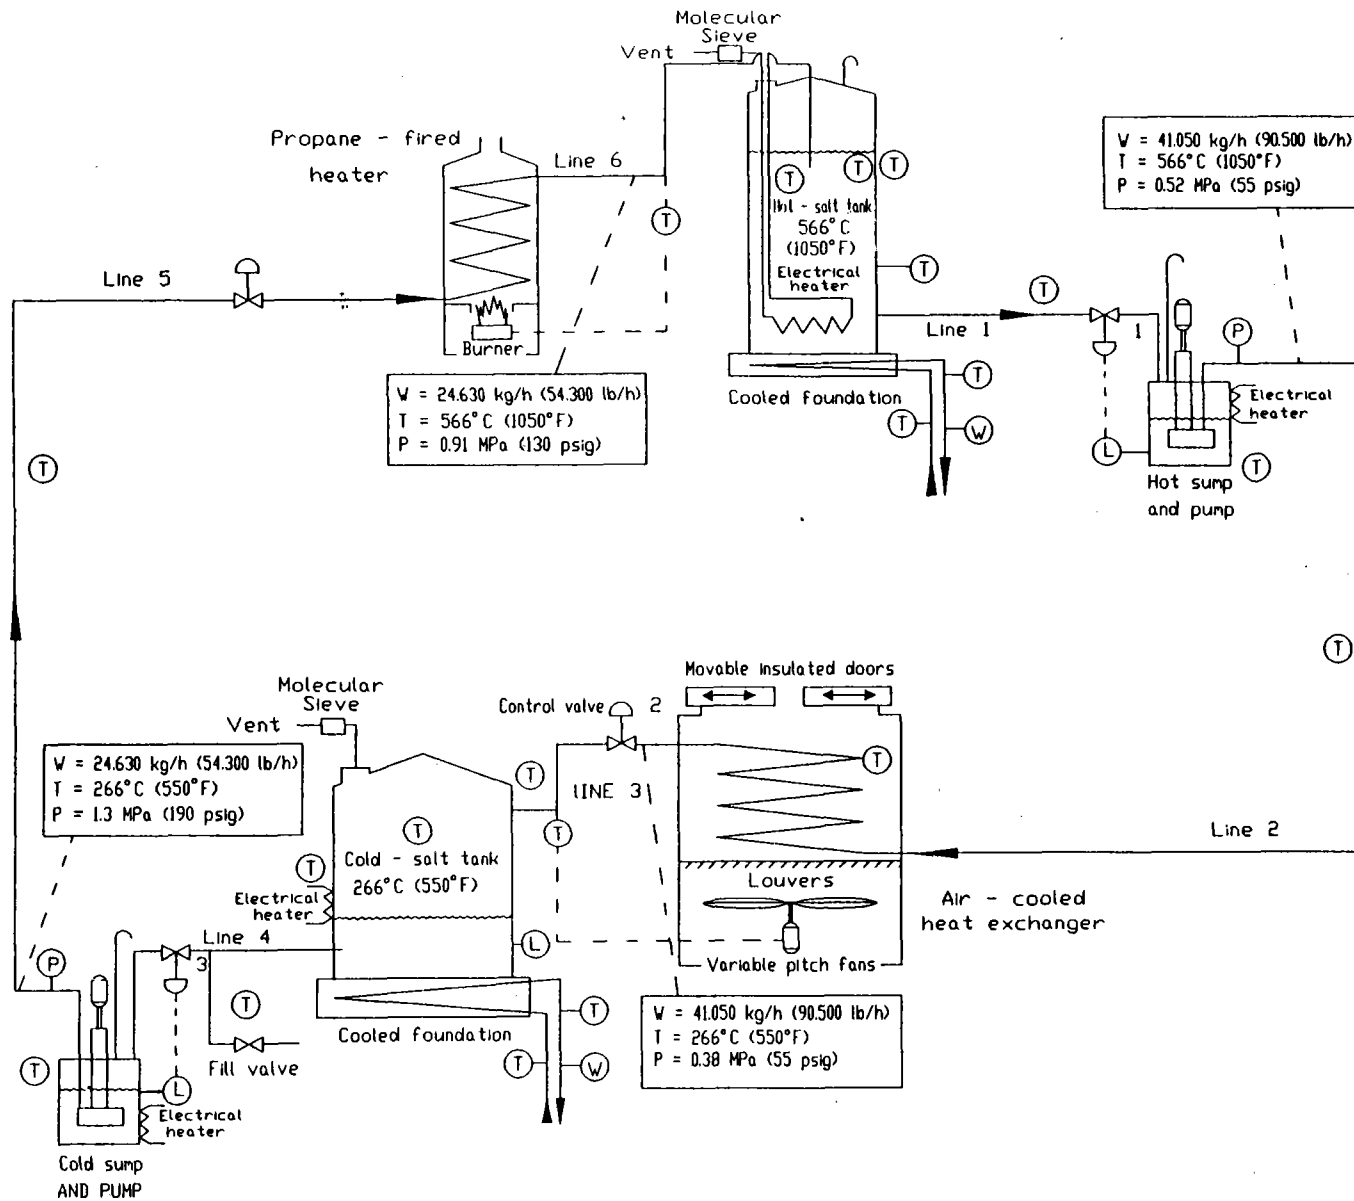 Molecular
Sieve
Vent
Propane - fired
heater
Line 6
T
Line 5
Burner
W = 24.630 kg/h (54.300 lb/h)
T = 566°C (1050°F)
P = 0.91 MPa (130 psig)
T
T
T
Hot - salt tank
566°C
(1050°F)
Electrical
heater
T
T
Line 1
1
Cooled foundation
T
T
W
W = 41.050 kg/h (90.500 lb/h)
T = 566°C (1050°F)
P = 0.52 MPa (55 psig)
P
Electrical
heater
L
T
Hot sump
and pump
T
T
Molecular
Sieve
Vent
W = 24.630 kg/h (54.300 lb/h)
T = 266°C (550°F)
P = 1.3 MPa (190 psig)
Control valve
2
T
LINE 3
T
Movable insulated doors
T
Line 2
Louvers
Air - cooled
heat exchanger
Variable pitch fans
T
Cold - salt tank
266°C (550°F)
T
Electrical
heater
Line 4
3
P
L
T
Fill valve
Cooled foundation
T
T
W
W = 41.050 kg/h (90.500 lb/h)
T = 266°C (550°F)
P = 0.38 MPa (55 psig)
T
L
Electrical
heater
Cold sump
AND PUMP